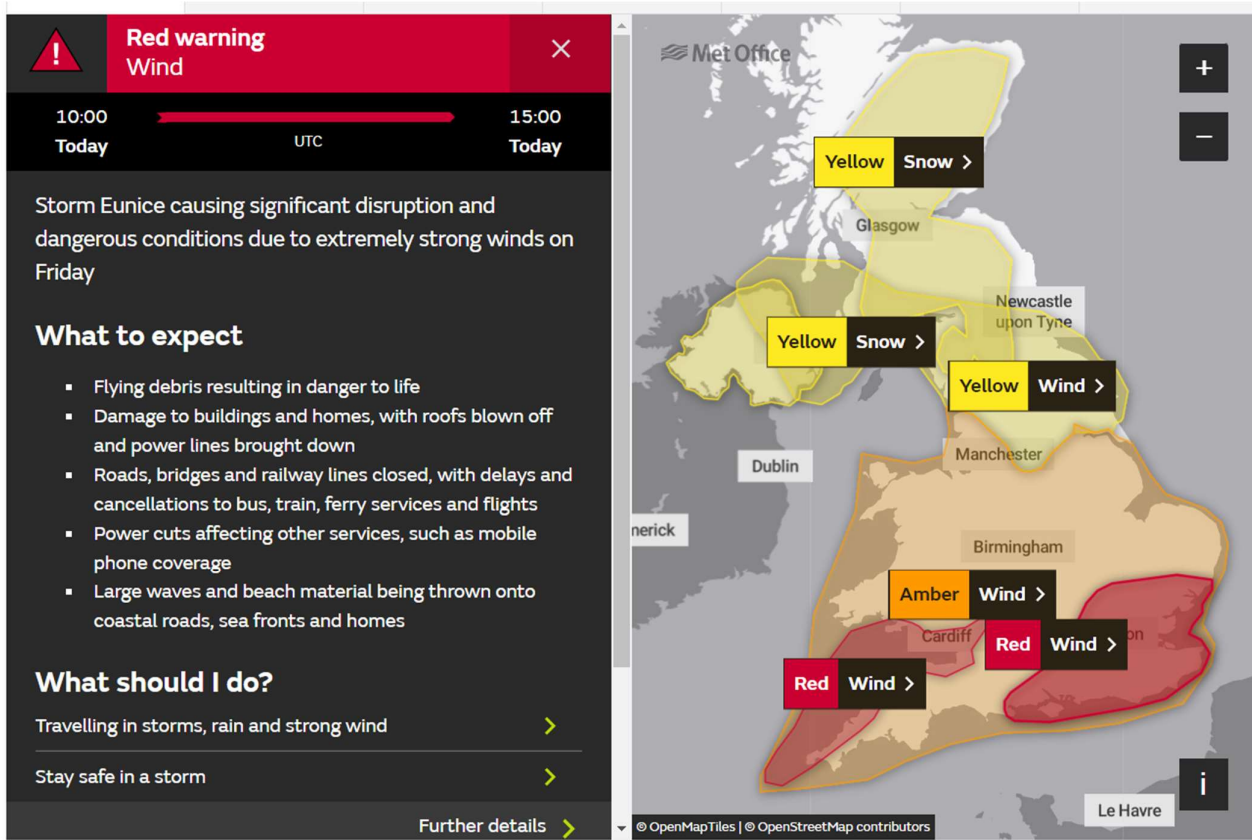 Red warning
Wind
10:00
Today
UTC
15:00
Today
Storm Eunice causing significant disruption and
dangerous conditions due to extremely strong winds on
Friday
What to expect
Flying debris resulting in danger to life
Damage to buildings and homes, with roofs blown off
and power lines brought down
Roads, bridges and railway lines closed, with delays and
cancellations to bus, train, ferry services and flights
Power cuts affecting other services, such as mobile
phone coverage
Large waves and beach material being thrown onto
coastal roads, sea fronts and homes
What should I do?
Travelling in storms, rain and strong wind
Stay safe in a storm
Further details
Met Office
+
−
Yellow Snow
Glasgow
Newcastle
upon Tyne
Yellow Snow
Yellow Wind
Manchester
Dublin
merick
Birmingham
Amber Wind
Cardiff
Red Wind
on
Red Wind
i
Le Havre
© OpenMapTiles | © OpenStreetMap contributors